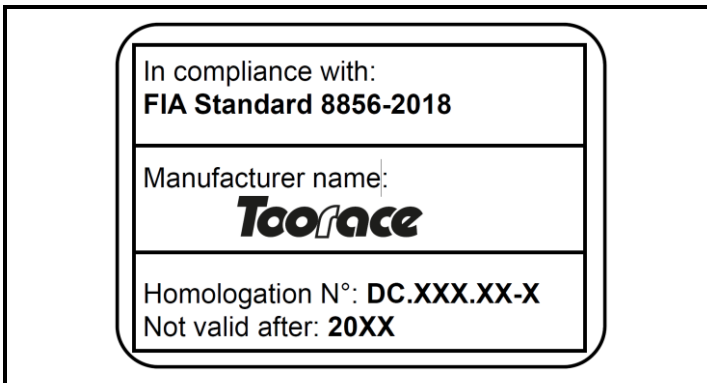 In compliance with:
FIA Standard 8856-2018
Manufacturer name:
Toorace
Homologation N°: DC.XXX.XX-X
Not valid after: 20XX